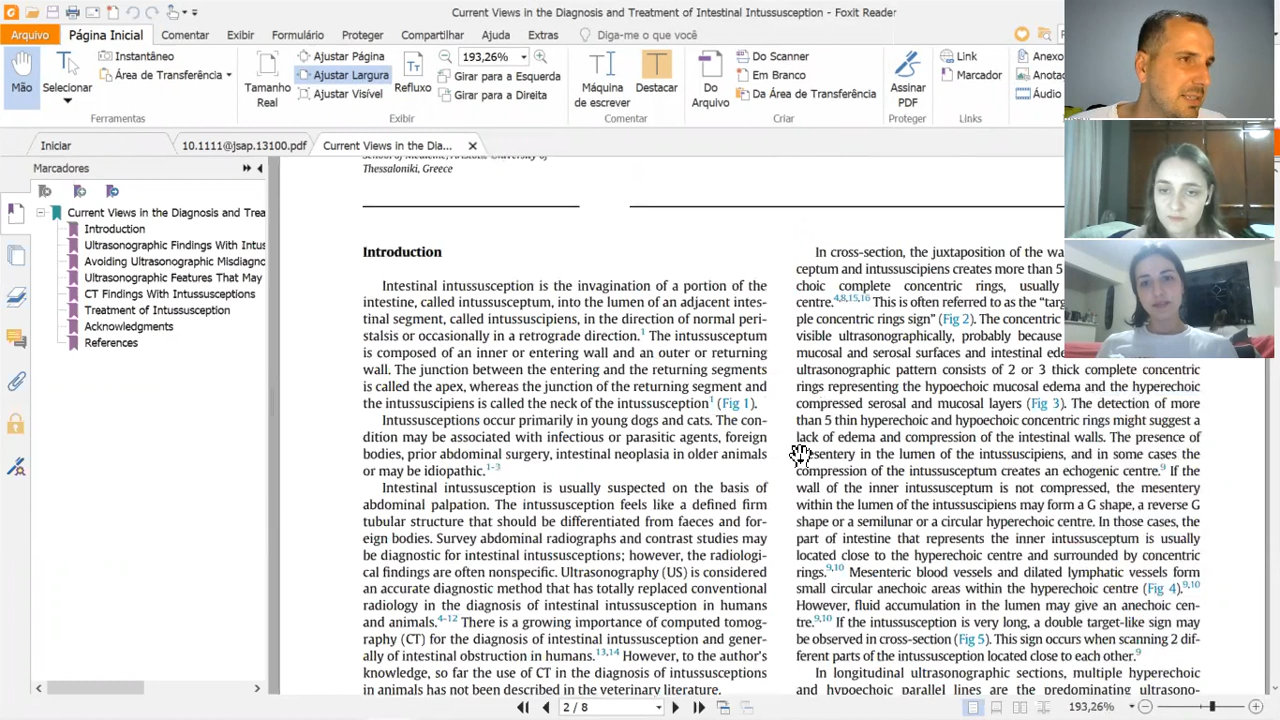 Current Views in the Diagnosis and Treatment of Intestinal Intussusception - Foxit Reader
Arquivo Página Inicial Comentar Exibir Formulário Proteger Compartilhar Ajuda Extras Diga-me o que você
Mão
Selecionar
Instantâneo
Área de Transferência
Ferramentas
Tamanho
Real
Ajustar Página
Ajustar Largura
Ajustar Visível
Refluxo
193,26%
Girar para a Esquerda
Girar para a Direita
Exibir
Máquina
de escrever
Destacar
Comentar
Do
Arquivo
Do Scanner
Em Branco
Da Área de Transferência
Criar
Assinar
PDF
Proteger
Link
Marcador
Links
Anexo
Anota
Áudio
Iniciar
10.1111@jsap.13100.pdf
Current Views in the Dia...
Marcadores
Current Views in the Diagnosis and Trea
Introduction
Ultrasonographic Findings With Intus
Avoiding Ultrasonographic Misdiagno
Ultrasonographic Features That May
CT Findings With Intussusceptions
Treatment of Intussusception
Acknowledgments
References
School of Medicine, Aristotle University of
Thessaloniki, Greece
Introduction
Intestinal intussusception is the invagination of a portion of the
intestine, called intussusceptum, into the lumen of an adjacent intes-
tinal segment, called intussuscipiens, in the direction of normal peri-
stalsis or occasionally in a retrograde direction.1 The intussusceptum
is composed of an inner or entering wall and an outer or returning
wall. The junction between the entering and the returning segments
is called the apex, whereas the junction of the returning segment and
the intussuscipiens is called the neck of the intussusception1 (Fig 1).
Intussusceptions occur primarily in young dogs and cats. The con-
dition may be associated with infectious or parasitic agents, foreign
bodies, prior abdominal surgery, intestinal neoplasia in older animals
or may be idiopathic.1-3
Intestinal intussusception is usually suspected on the basis of
abdominal palpation. The intussusception feels like a defined firm
tubular structure that should be differentiated from faeces and for-
eign bodies. Survey abdominal radiographs and contrast studies may
be diagnostic for intestinal intussusceptions; however, the radiologi-
cal findings are often nonspecific. Ultrasonography (US) is considered
an accurate diagnostic method that has totally replaced conventional
radiology in the diagnosis of intestinal intussusception in humans
and animals.4-12 There is a growing importance of computed tomog-
raphy (CT) for the diagnosis of intestinal intussusception and gener-
ally of intestinal obstruction in humans.13,14 However, to the author's
knowledge, so far the use of CT in the diagnosis of intussusceptions
in animals has not been described in the veterinary literature.
In cross-section, the juxtaposition of the wa
ceptum and intussuscipiens creates more than 5
choic complete concentric rings, usually
centre.4,8,15,16 This is often referred to as the "targ
ple concentric rings sign" (Fig 2). The concentric
visible ultrasonographically, probably because
mucosal and serosal surfaces and intestinal ede
ultrasonographic pattern consists of 2 or 3 thick complete concentric
rings representing the hypoechoic mucosal edema and the hyperechoic
compressed serosal and mucosal layers (Fig 3). The detection of more
than 5 thin hyperechoic and hypoechoic concentric rings might suggest a
lack of edema and compression of the intestinal walls. The presence of
mesentery in the lumen of the intussuscipiens, and in some cases the
compression of the intussusceptum creates an echogenic centre.9 If the
wall of the inner intussusceptum is not compressed, the mesentery
within the lumen of the intussuscipiens may form a G shape, a reverse G
shape or a semilunar or a circular hyperechoic centre. In those cases, the
part of intestine that represents the inner intussusceptum is usually
located close to the hyperechoic centre and surrounded by concentric
rings.9,10 Mesenteric blood vessels and dilated lymphatic vessels form
small circular anechoic areas within the hyperechoic centre (Fig 4).9,10
However, fluid accumulation in the lumen may give an anechoic cen-
tre.9,10 If the intussusception is very long, a double target-like sign may
be observed in cross-section (Fig 5). This sign occurs when scanning 2 dif-
ferent parts of the intussusception located close to each other.9
In longitudinal ultrasonographic sections, multiple hyperechoic
and hypoechoic parallel lines are the predominating ultrasono-
2 / 8
193,26%